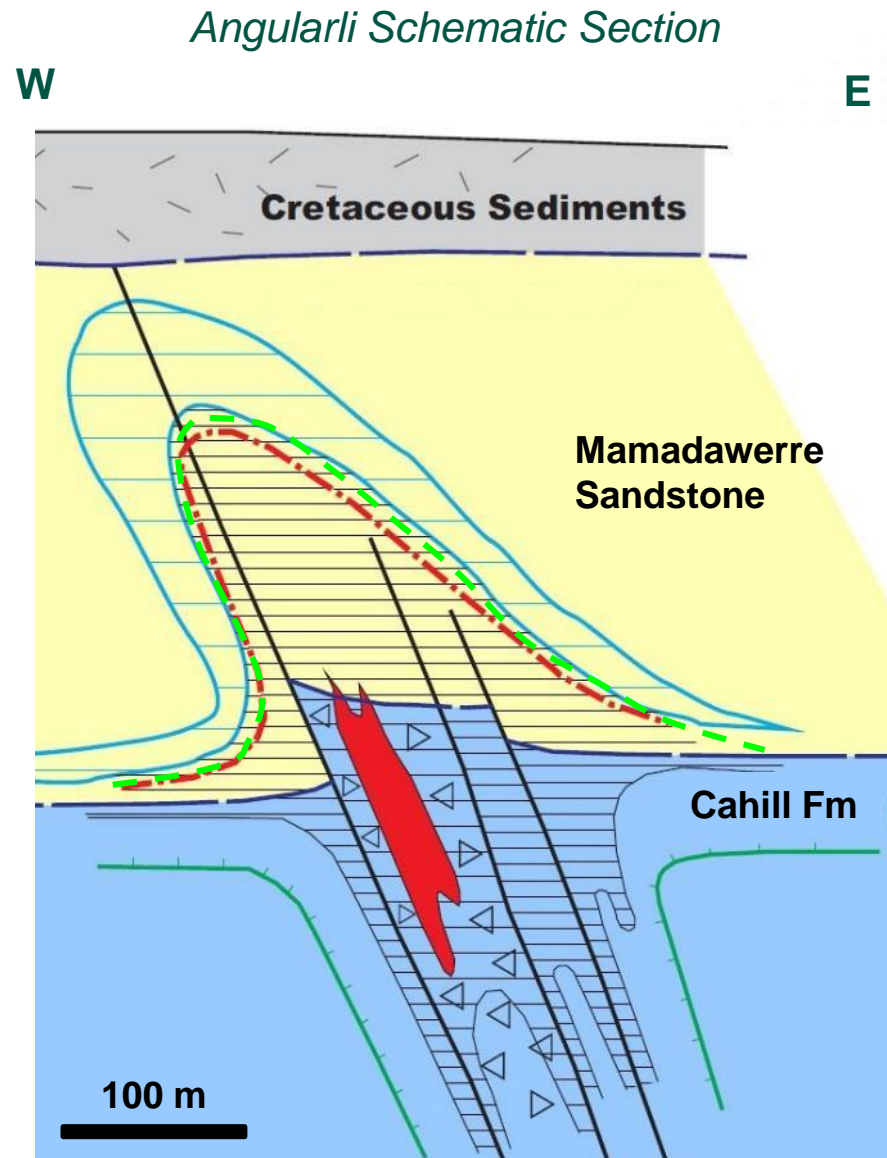 Angularli Schematic Section
W
E
Cretaceous Sediments
Mamadawerre
Sandstone
Cahill Fm
100 m